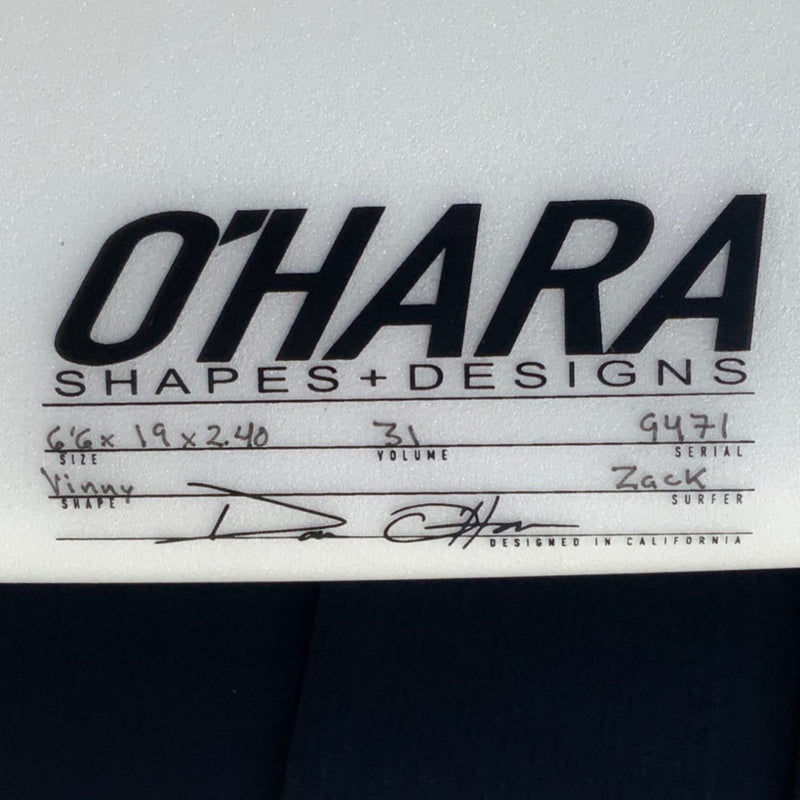 O'HARA
SHAPES + DESIGNS
6'6 x 19 x 2.40 31 9471
SIZE VOLUME SERIAL
Vinny Zack
SHAPE SURFER
DESIGNED IN CALIFORNIA